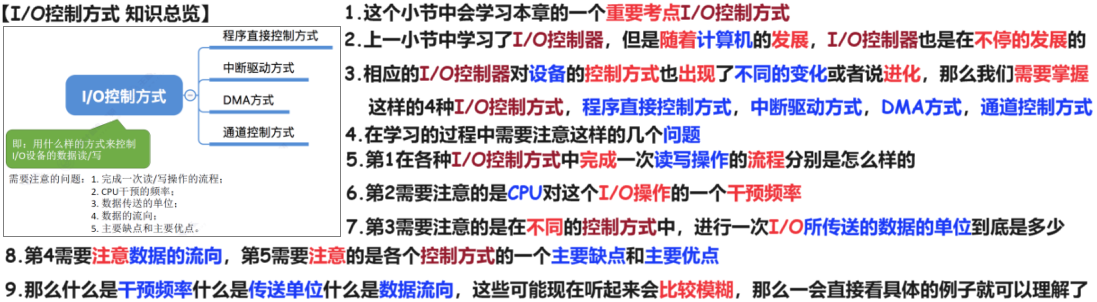 【I/O控制方式 知识总览】
I/O控制方式
程序直接控制方式
中断驱动方式
DMA方式
通道控制方式
即：用什么样的方式来控制
I/O设备的数据读/写
需要注意的问题：1. 完成一次读/写操作的流程；
2. CPU干预的频率；
3. 数据传送的单位；
4. 数据的流向；
5. 主要缺点和主要优点。
1.这个小节中会学习本章的一个重要考点I/O控制方式
2.上一小节中学习了I/O控制器，但是随着计算机的发展，I/O控制器也是在不停的发展的
3.相应的I/O控制器对设备的控制方式也出现了不同的变化或者说进化，那么我们需要掌握
这样的4种I/O控制方式，程序直接控制方式，中断驱动方式，DMA方式，通道控制方式
4.在学习的过程中需要注意这样的几个问题
5.第1在各种I/O控制方式中完成一次读写操作的流程分别是怎么样的
6.第2需要注意的是CPU对这个I/O操作的一个干预频率
7.第3需要注意的是在不同的控制方式中，进行一次I/O所传送的数据的单位到底是多少
8.第4需要注意数据的流向，第5需要注意的是各个控制方式的一个主要缺点和主要优点
9.那么什么是干预频率什么是传送单位什么是数据流向，这些可能现在听起来会比较模糊，那么一会直接看具体的例子就可以理解了